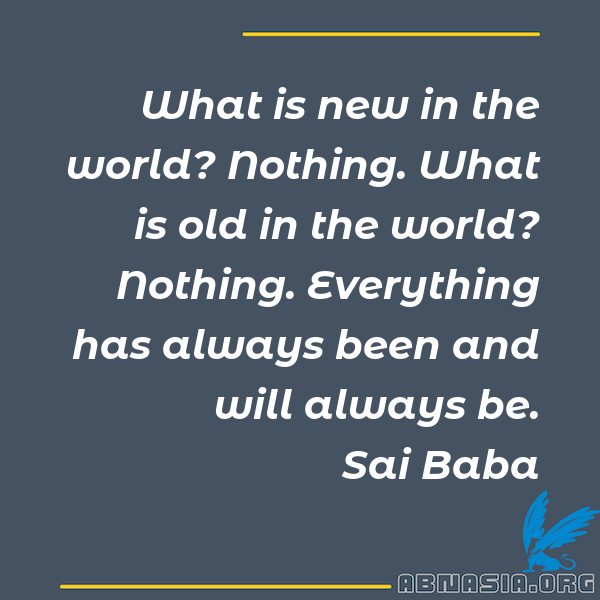 What is new in the
world? Nothing. What
is old in the world?
Nothing. Everything
has always been and
will always be.
Sai Baba
ABNASIA.ORG